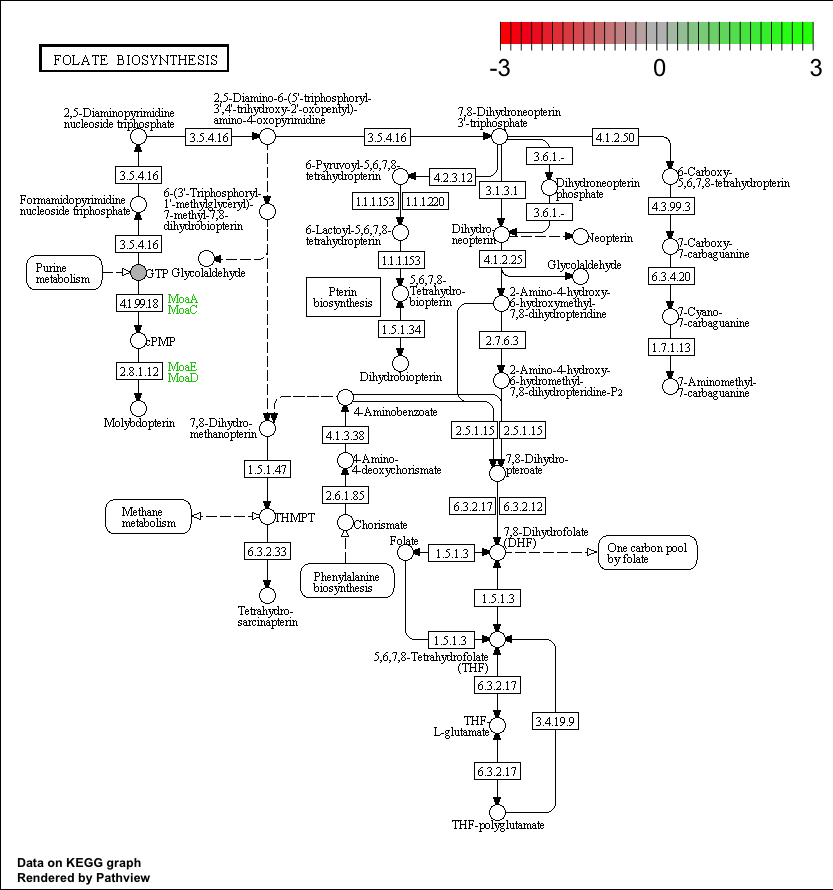 -3
0
3
FOLATE BIOSYNTHESIS
2,5-Diaminopyrimidine
nucleoside triphosphate
2,5-Diamino-6-(5'-triphosphoryl-
3',4'-trihydroxy-2'-oxopentyl)-
amino-4-oxopyrimidine
7,8-Dihydroneopterin
3'-triphosphate
3.5.4.16
3.5.4.16
4.1.2.50
3.6.1.-
6-Pyruvoyl-5,6,7,8-
tetrahydropterin
4.2.3.12
3.5.4.16
3.1.3.1
Dihydroneopterin
phosphate
6-Carboxy-
5,6,7,8-tetrahydropterin
Formamidopyrimidine
nucleoside triphosphate
6-(3'-Triphosphoryl-
1'-methylglyceryl)-
7-methyl-7,8-
dihydrobiopterin
1.1.1.153
1.1.1.220
3.6.1.-
4.3.99.3
3.5.4.16
6-Lactoyl-5,6,7,8-
tetrahydropterin
Dihydro-
neopterin
Neopterin
7-Carboxy-
7-carbaguanine
Purine
metabolism
GTP
Glycolaldehyde
1.1.1.153
4.1.2.25
Glycolaldehyde
6.3.4.20
4.1.99.18
MoaA
MoaC
Pterin
biosynthesis
5,6,7,8-
Tetrahydro-
biopterin
2-Amino-4-hydroxy-
6-hydroxymethyl-
7,8-dihydropteridine
7-Cyano-
7-carbaguanine
cPMP
1.5.1.34
2.7.6.3
1.7.1.13
2.8.1.12
MoaE
MoaD
Dihydrobiopterin
2-Amino-4-hydroxy-
6-hydromethyl-
7,8-dihydropteridine-P2
7-Aminomethyl-
7-carbaguanine
Molybdopterin
7,8-Dihydro-
methanopterin
4-Aminobenzoate
4.1.3.38
2.5.1.15
2.5.1.15
1.5.1.47
4-Amino-
4-deoxychorismate
7,8-Dihydro-
pteroate
2.6.1.85
6.3.2.17
6.3.2.12
Methane
metabolism
THMPT
Chorismate
7,8-Dihydrofolate
(DHF)
6.3.2.33
Folate
1.5.1.3
One carbon pool
by folate
Phenylalanine
biosynthesis
1.5.1.3
Tetrahydro-
sarcinapterin
1.5.1.3
5,6,7,8-Tetrahydrofolate
(THF)
6.3.2.17
THF-
L-glutamate
3.4.19.9
6.3.2.17
THF-polyglutamate
Data on KEGG graph
Rendered by Pathview